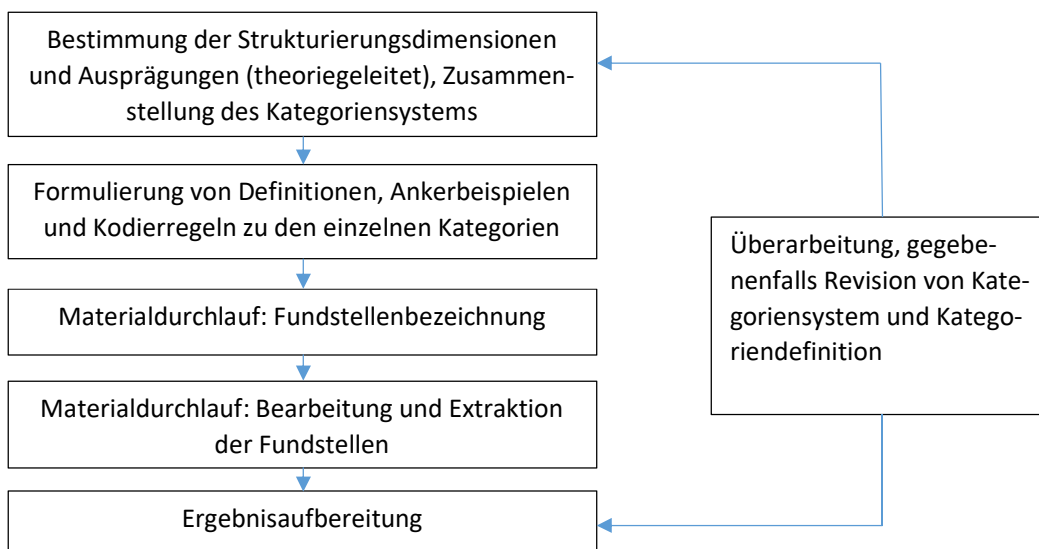 Bestimmung der Strukturierungsdimensionen
und Ausprägungen (theoriegeleitet), Zusammen-
stellung des Kategoriensystems
Formulierung von Definitionen, Ankerbeispielen
und Kodierregeln zu den einzelnen Kategorien
Materialdurchlauf: Fundstellenbezeichnung
Materialdurchlauf: Bearbeitung und Extraktion
der Fundstellen
Ergebnisaufbereitung
Überarbeitung, gegebe-
nenfalls Revision von Kate-
goriensystem und Katego-
riendefinition